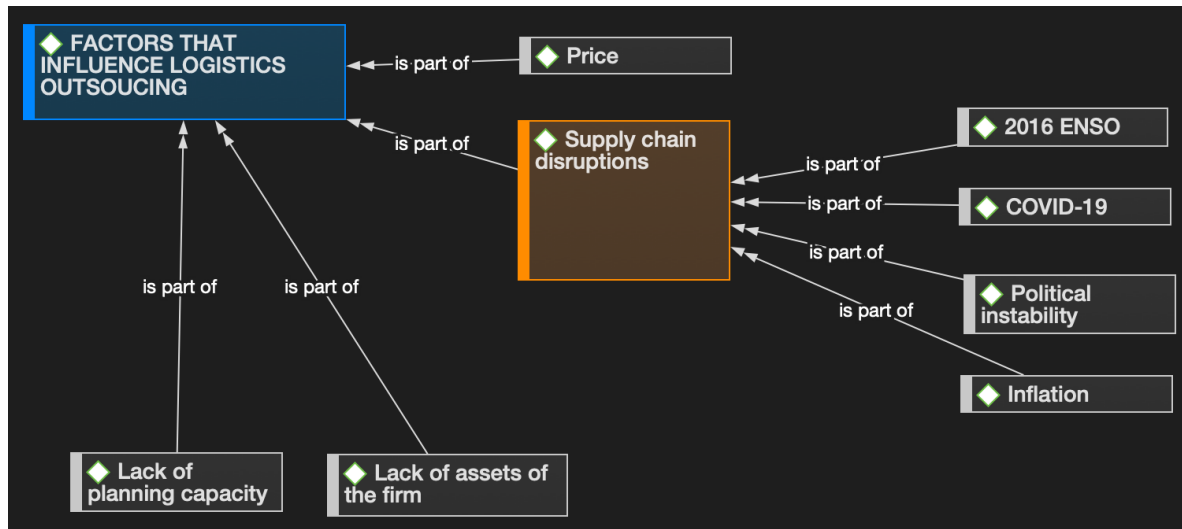 FACTORS THAT
INFLUENCE LOGISTICS
OUTSOUCING
is part of
Price
is part of
Supply chain
disruptions
2016 ENSO
is part of
is part of
COVID-19
is part of
Political
instability
is part of
Inflation
is part of
is part of
Lack of
planning capacity
Lack of assets of
the firm